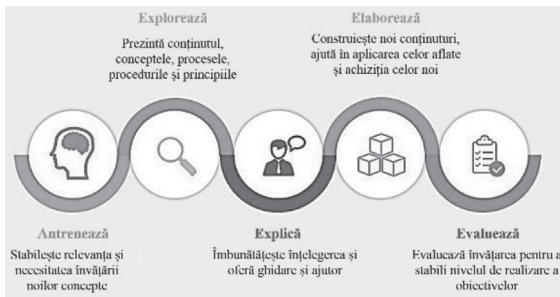 Explorează
Prezintă conținutul,
conceptele, procesele,
procedurile și principiile
Elaborează
Construiește noi conținuturi,
ajută în aplicarea celor aflate
și achiziția celor noi
Antrenează
Stabilește relevanța și
necesitatea învățării
noilor concepte
Explică
Îmbunătățește înțelegerea și
oferă ghidare și ajutor
Evaluează
Evaluează învățarea pentru a
stabili nivelul de realizare a
obiectivelor